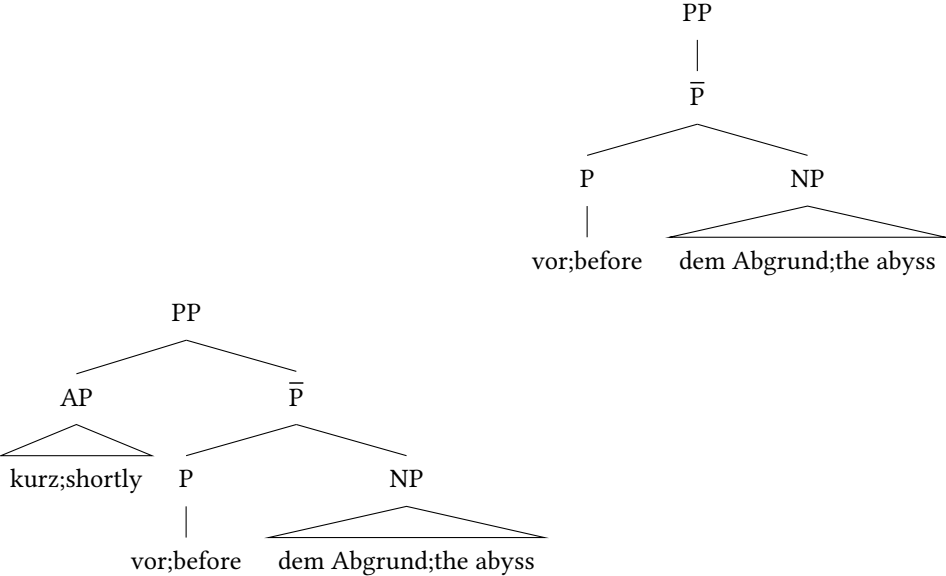 PP
P̅
P NP
vor;before dem Abgrund;the abyss
PP
AP P̅
kurz;shortly P NP
vor;before dem Abgrund;the abyss